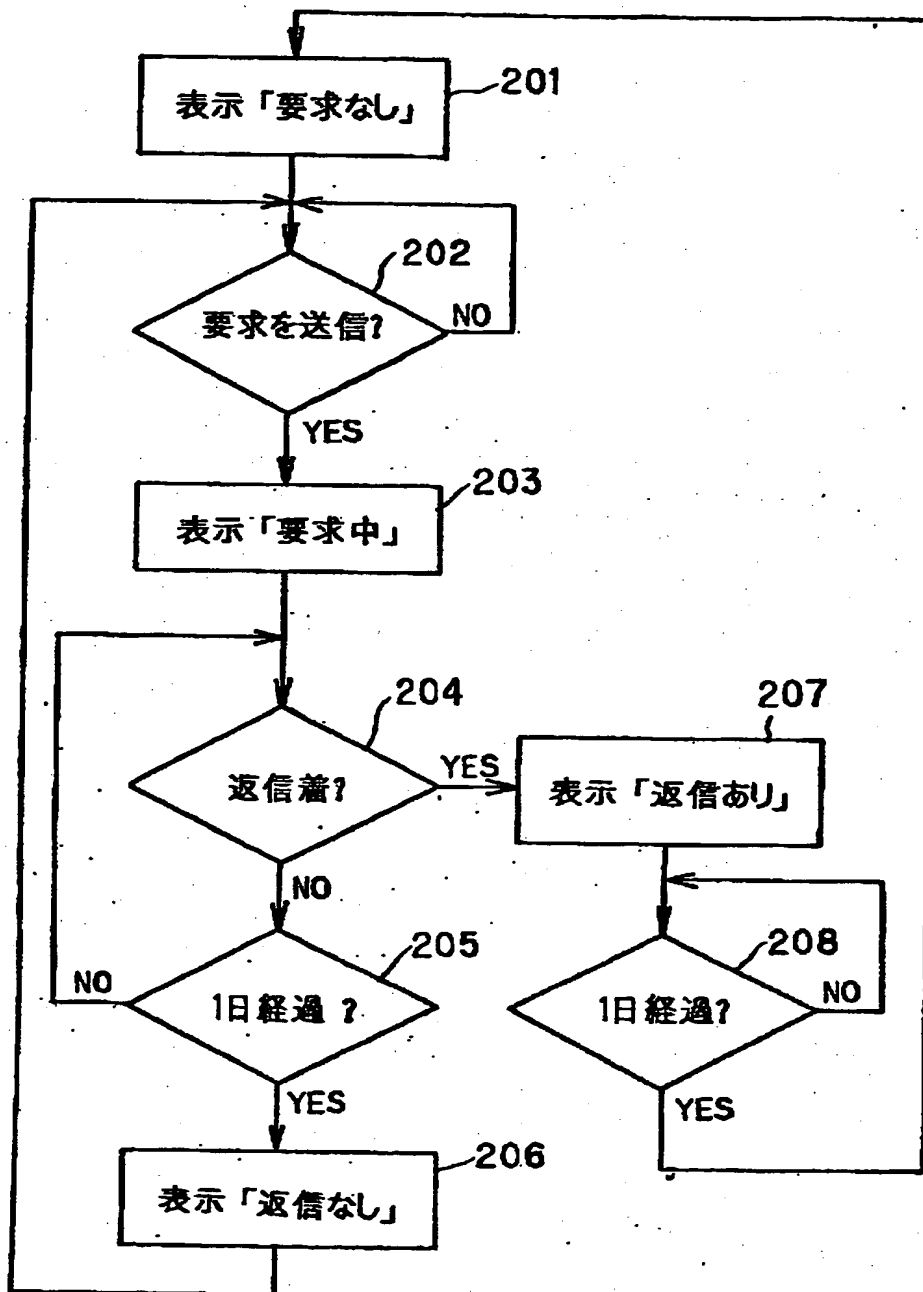 201
表示「要求なし」
202
要求を送信?
NO
YES
203
表示「要求中」
204
返信着?
YES
NO
207
表示「返信あり」
205
1日経過?
NO
YES
208
1日経過?
NO
YES
206
表示「返信なし」